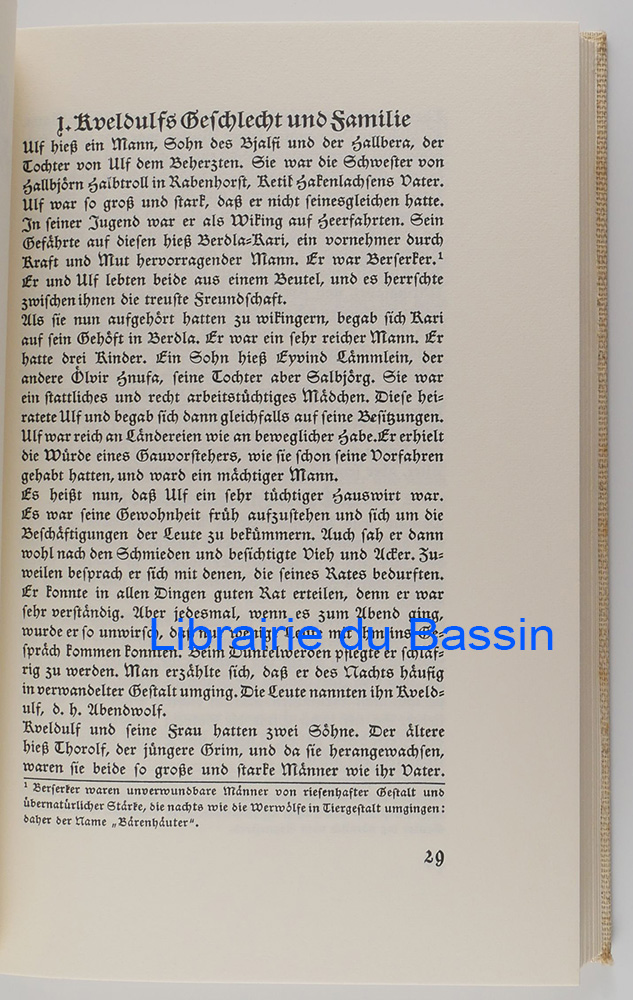 1. Kveldulfs Geschlecht und Familie
Ulf hieß ein Mann, Sohn des Bjalfi und der Hallbera, der
Tochter von Ulf dem Beherzten. Sie war die Schwester von
Hallbjörn Halbtroll in Rabenhorst, Ketil Hakenlachsens Vater.
Ulf war so groß und stark, daß er nicht seinesgleichen hatte.
In seiner Jugend war er als Wiking auf Heerfahrten. Sein
Gefährte auf diesen hieß Berdla-Kari, ein vornehmer durch
Kraft und Mut hervorragender Mann. Er war Berserker.¹
Er und Ulf lebten beide aus einem Beutel, und es herrschte
zwischen ihnen die treuste Freundschaft.
Als sie nun aufgehört hatten zu wikingern, begab sich Kari
auf sein Gehöft in Berdla. Er war ein sehr reicher Mann. Er
hatte drei Kinder. Ein Sohn hieß Eyvind Lämmlein, der
andere Ölvir Hnufa, seine Tochter aber Salbjörg. Sie war
ein stattliches und recht arbeitstüchtiges Mädchen. Diese hei-
ratete Ulf und begab sich dann gleichfalls auf seine Besitzungen.
Ulf war reich an Ländereien wie an beweglicher Habe. Er erhielt
die Würde eines Gauvorstehers, wie sie schon seine Vorfahren
gehabt hatten, und ward ein mächtiger Mann.
Es heißt nun, daß Ulf ein sehr tüchtiger Hauswirt war.
Es war seine Gewohnheit früh aufzustehen und sich um die
Beschäftigungen der Leute zu bekümmern. Auch sah er dann
wohl nach den Schmieden und besichtigte Vieh und Äcker. Zu-
weilen besprach er sich mit denen, die seines Rates bedurften.
Er konnte in allen Dingen guten Rat erteilen, denn er war
sehr verständig. Aber jedesmal, wenn es zum Abend ging,
wurde er so unwirsch, daß nur wenige Leute mit ihm ins Ge-
spräch kommen konnten. Beim Dunkelwerden pflegte er schläf-
rig zu werden. Man erzählte sich, daß er des Nachts häufig
in verwandelter Gestalt umging. Die Leute nannten ihn Kveld-
ulf, d. h. Abendwolf.
Kveldulf und seine Frau hatten zwei Söhne. Der ältere
hieß Thorolf, der jüngere Grim, und da sie herangewachsen,
waren sie beide so große und starke Männer wie ihr Vater.
¹ Berserker waren unverwundbare Männer von riesenhafter Gestalt und
übernatürlicher Stärke, die nachts wie die Werwölfe in Tiergestalt umgingen:
daher der Name „Bärenhäuter“.
29
Librairie du Bassin